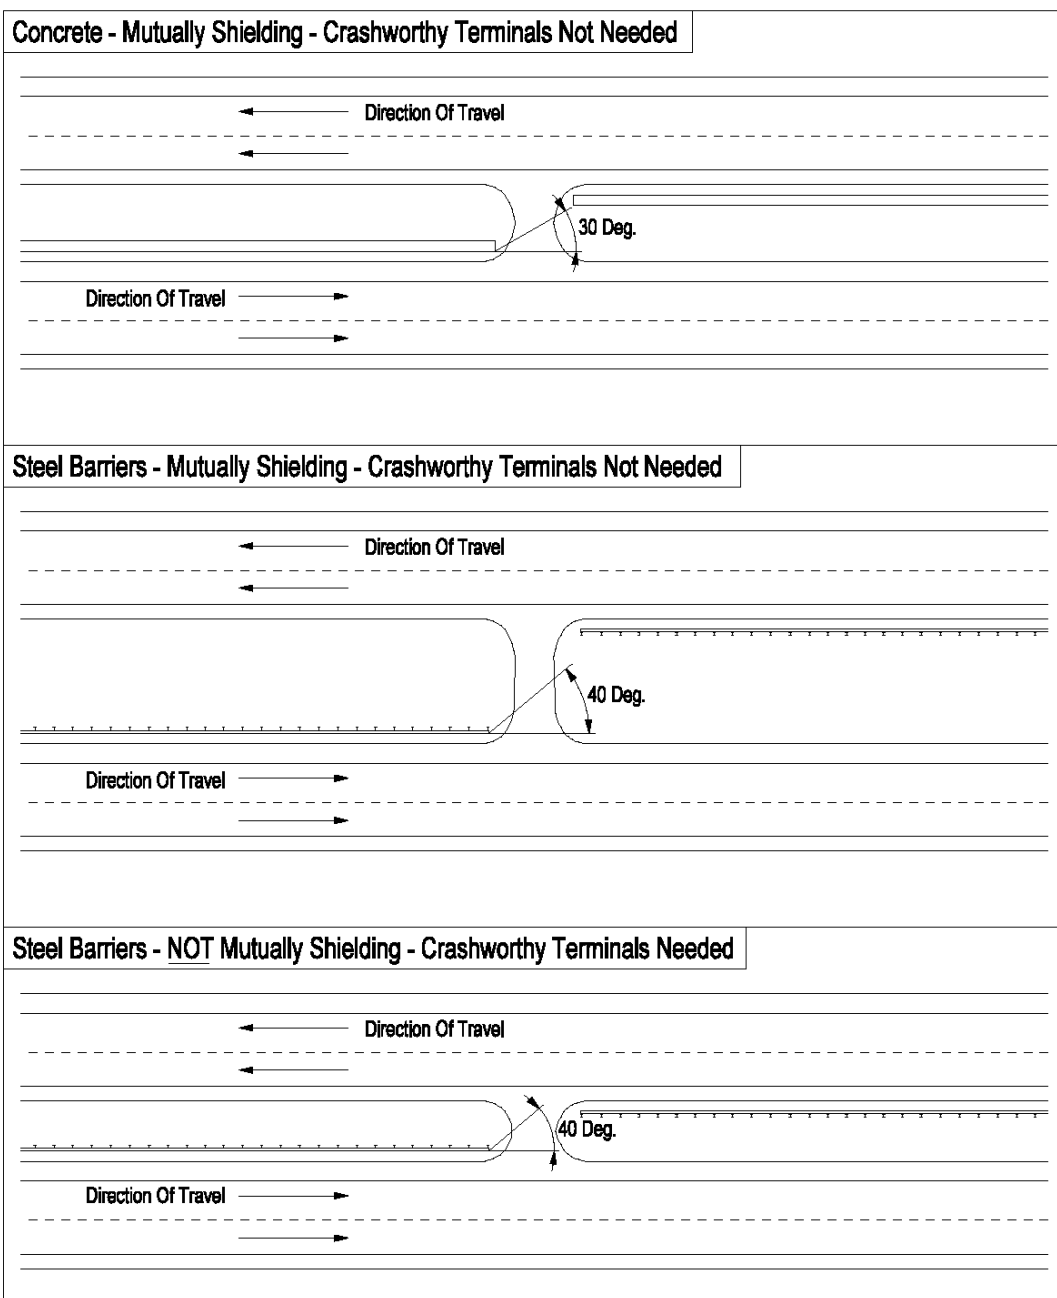 Concrete - Mutually Shielding - Crashworthy Terminals Not Needed
Direction Of Travel
30 Deg.
Direction Of Travel
Steel Barriers - Mutually Shielding - Crashworthy Terminals Not Needed
Direction Of Travel
40 Deg.
Direction Of Travel
Steel Barriers - NOT Mutually Shielding - Crashworthy Terminals Needed
Direction Of Travel
40 Deg.
Direction Of Travel